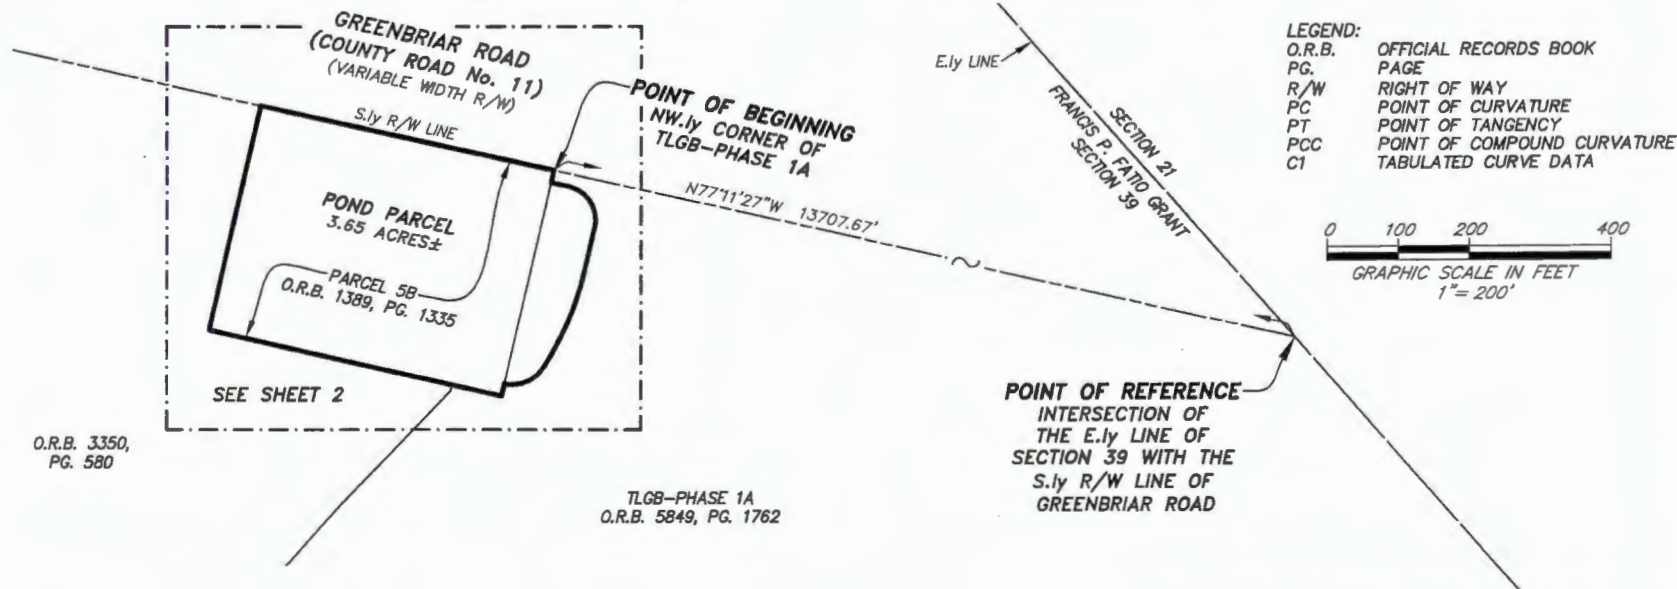 GREENBRIAR ROAD
(COUNTY ROAD No. 11)
(VARIABLE WIDTH R/W)
S.ly R/W LINE
POINT OF BEGINNING
NW.ly CORNER OF
TLGB-PHASE 1A
POND PARCEL
3.65 ACRES±
PARCEL 5B
O.R.B. 1389, PG. 1335
SEE SHEET 2
O.R.B. 3350,
PG. 580
TLGB-PHASE 1A
O.R.B. 5849, PG. 1762
N77°11'27"W 13707.67'
E.ly LINE
SECTION 21
FRANCIS P. FATIO GRANT
SECTION 39
POINT OF REFERENCE
INTERSECTION OF
THE E.ly LINE OF
SECTION 39 WITH THE
S.ly R/W LINE OF
GREENBRIAR ROAD
LEGEND:
O.R.B. OFFICIAL RECORDS BOOK
PG. PAGE
R/W RIGHT OF WAY
PC POINT OF CURVATURE
PT POINT OF TANGENCY
PCC POINT OF COMPOUND CURVATURE
C1 TABULATED CURVE DATA
0 100 200 400
GRAPHIC SCALE IN FEET
1"= 200'